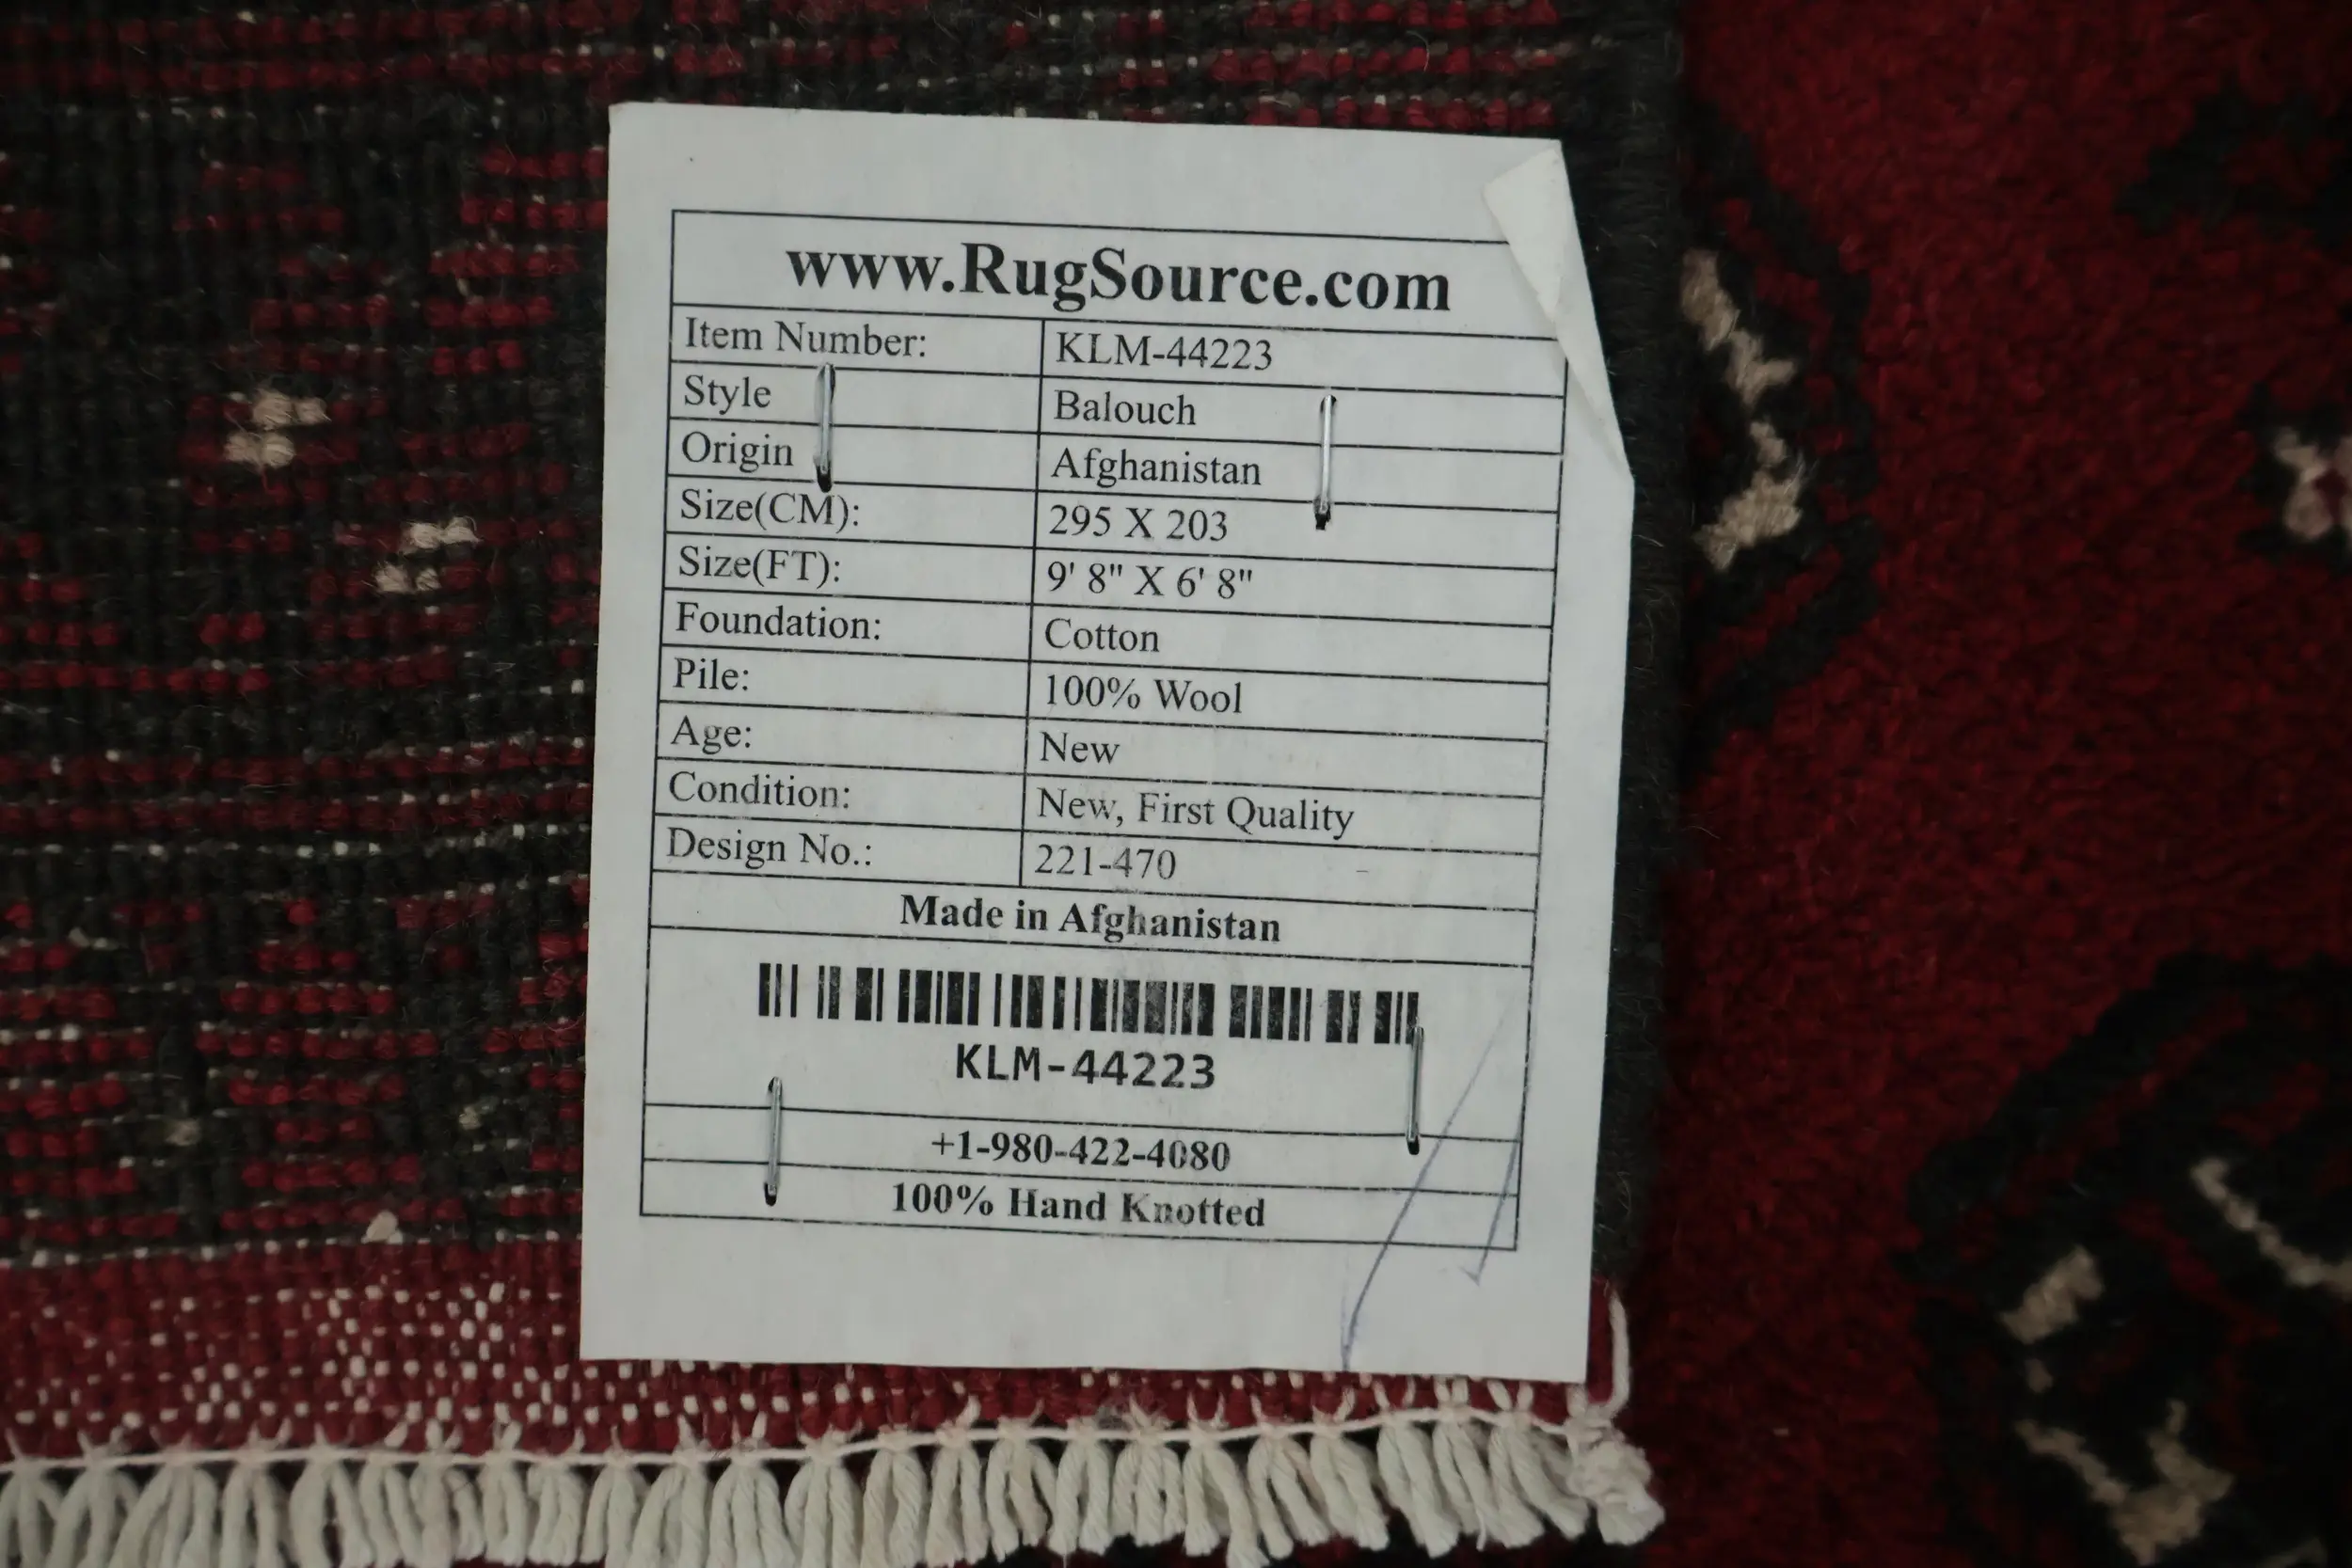 www.RugSource.com
Item Number: KLM-44223
Style Balouch
Origin Afghanistan
Size(CM): 295 X 203
Size(FT): 9' 8" X 6' 8"
Foundation: Cotton
Pile: 100% Wool
Age: New
Condition: New, First Quality
Design No.: 221-470
Made in Afghanistan
KLM-44223
+1-980-422-4080
100% Hand Knotted